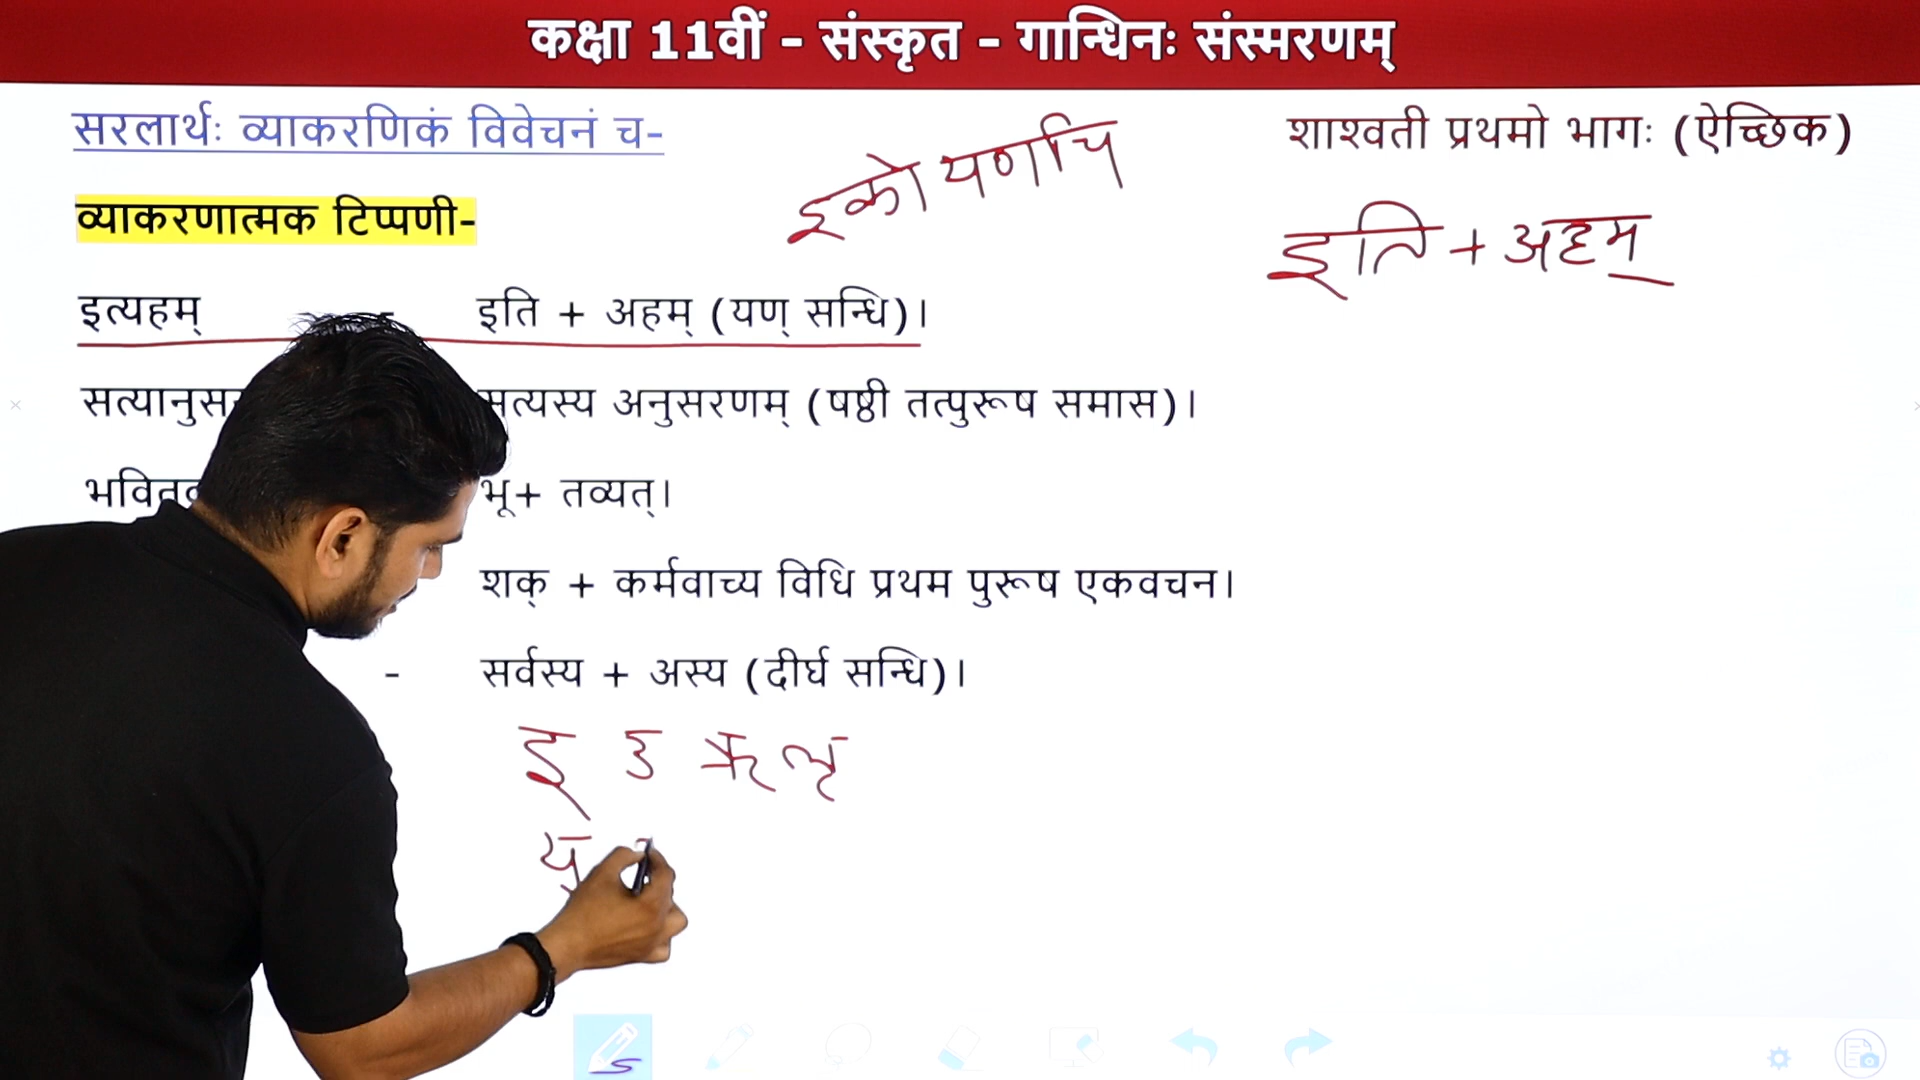 कक्षा 11वीं - संस्कृत - गान्धिनः संस्मरणम्
सरलार्थः व्याकरणिकं विवेचनं च-
शाश्वती प्रथमो भागः (ऐच्छिक)
इको यणचि
व्याकरणात्मक टिप्पणी-
इति + अहम्
इत्यहम् - इति + अहम् (यण् सन्धि)।
सत्यस्य अनुसरणम् (षष्ठी तत्पुरूष समास)।
भू+ तव्यत्।
शक् + कर्मवाच्य विधि प्रथम पुरूष एकवचन।
- सर्वस्य + अस्य (दीर्घ सन्धि)।
इ उ ऋ लृ
य्